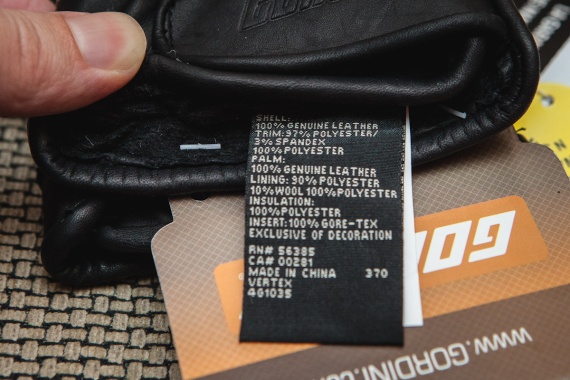 SHELL:
100% GENUINE LEATHER
TRIM: 97% POLYESTER/
3% SPANDEX
100% POLYESTER
PALM:
100% GENUINE LEATHER
LINING: 90% POLYESTER
10% WOOL 100% POLYESTER
INSULATION:
100% POLYESTER
INSERT: 100% GORE-TEX
EXCLUSIVE OF DECORATION
RN# 56385
CA# 00281
MADE IN CHINA 370
VERTEX
4G1035
WWW.GORDINI.COM